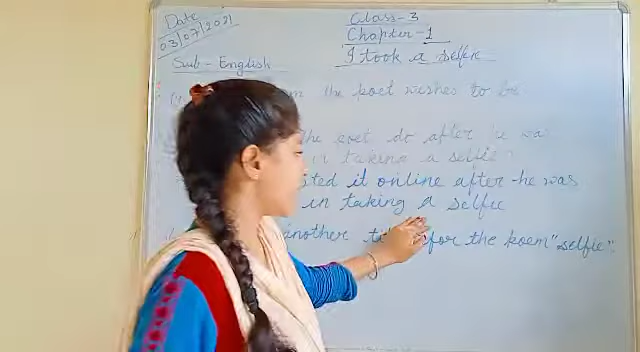 Date
03/07/2021
Class-3
Chapter-1
I took a selfie
Sub-English
the poet wishes to be
the poet do after he was
in taking a selfie?
sted it online after he was
in taking a selfie
another for the poem "selfie".